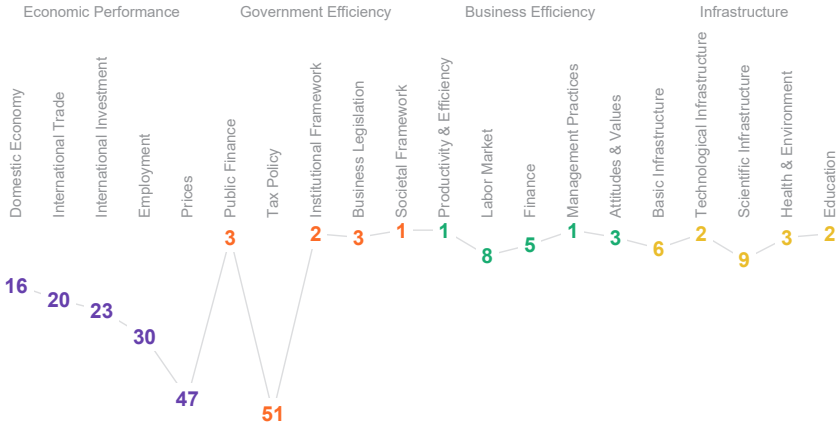 Economic Performance
Government Efficiency
Business Efficiency
Infrastructure
Domestic Economy
International Trade
International Investment
Employment
Prices
Public Finance
Tax Policy
Institutional Framework
Business Legislation
Societal Framework
Productivity & Efficiency
Labor Market
Finance
Management Practices
Attitudes & Values
Basic Infrastructure
Technological Infrastructure
Scientific Infrastructure
Health & Environment
Education
16
20
23
30
47
3
51
2
3
1
1
8
5
1
3
6
2
9
3
2